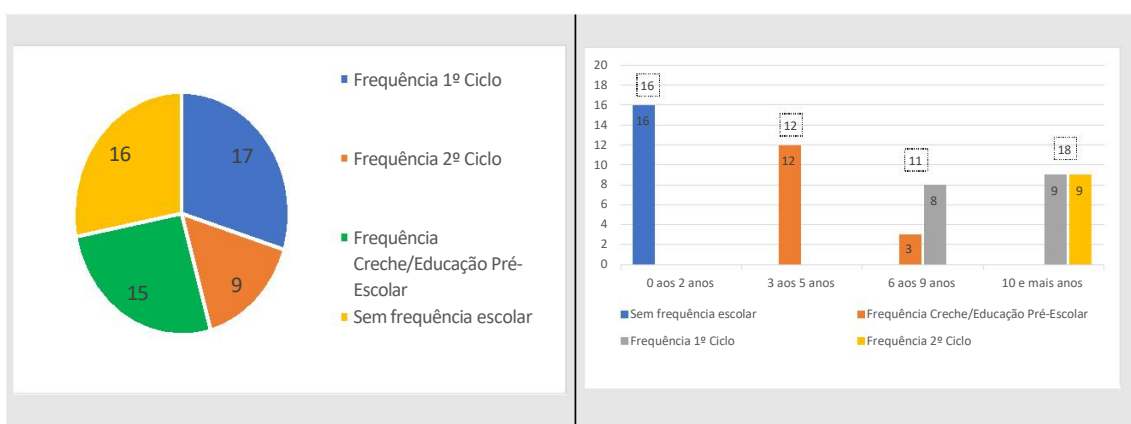 Frequência 1º Ciclo
Frequência 2º Ciclo
Frequência
Creche/Educação Pré-
Escolar
Sem frequência escolar
16
17
15
9
20
18
16
14
12
10
8
6
4
2
0
16
16
12
12
11
3
8
18
9
9
0 aos 2 anos
3 aos 5 anos
6 aos 9 anos
10 e mais anos
Sem frequência escolar
Frequência Creche/Educação Pré-Escolar
Frequência 1º Ciclo
Frequência 2º Ciclo